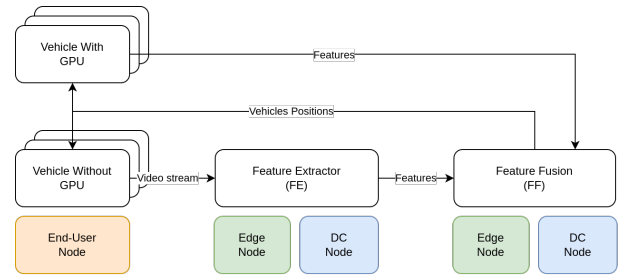 Vehicle With
GPU
Features
Vehicles Positions
Vehicle Without
GPU
Video stream
Feature Extractor
(FE)
Features
Feature Fusion
(FF)
End-User
Node
Edge
Node
DC
Node
Edge
Node
DC
Node